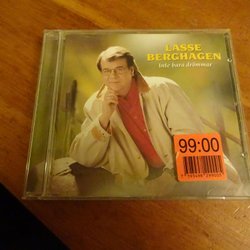 LASSE
BERGHAGEN
Inte bara drömmar
99:00